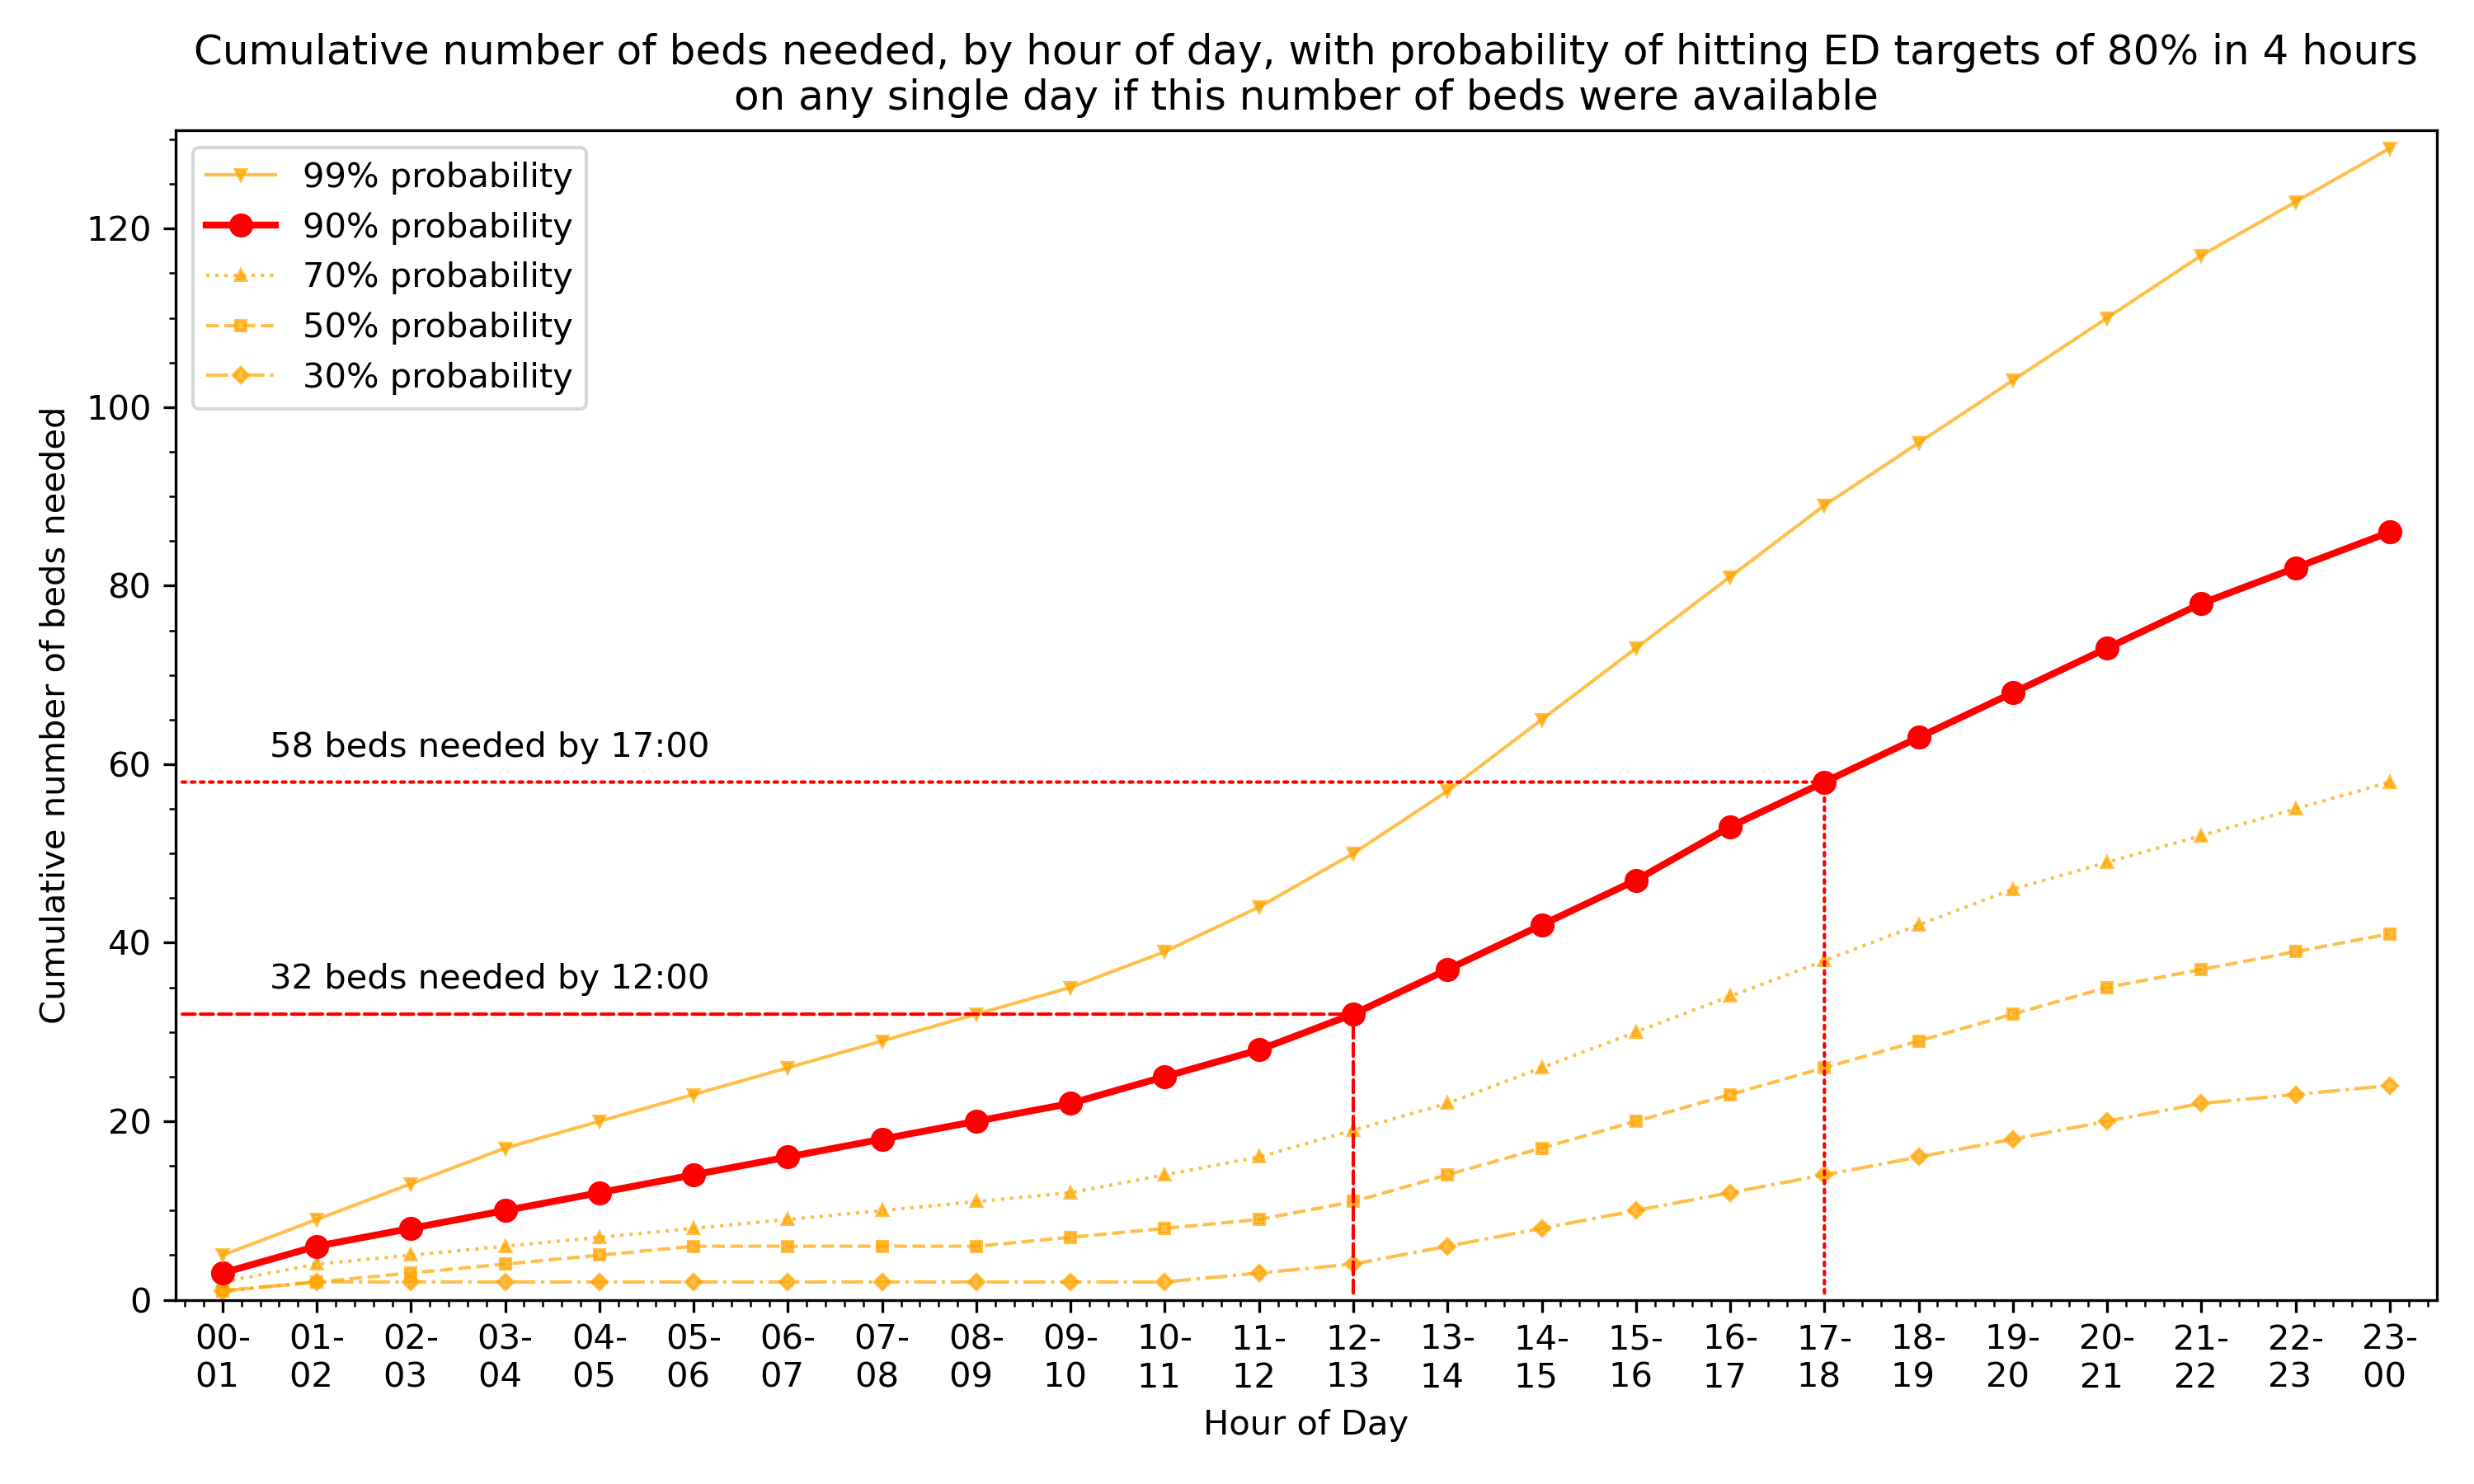 Cumulative number of beds needed, by hour of day, with probability of hitting ED targets of 80% in 4 hours
on any single day if this number of beds were available
99% probability
90% probability
70% probability
50% probability
30% probability
Cumulative number of beds needed
120
100
80
60
40
20
0
58 beds needed by 17:00
32 beds needed by 12:00
00- 01- 02- 03- 04- 05- 06- 07- 08- 09- 10- 11- 12- 13- 14- 15- 16- 17- 18- 19- 20- 21- 22- 23-
01 02 03 04 05 06 07 08 09 10 11 12 13 14 15 16 17 18 19 20 21 22 23 00
Hour of Day